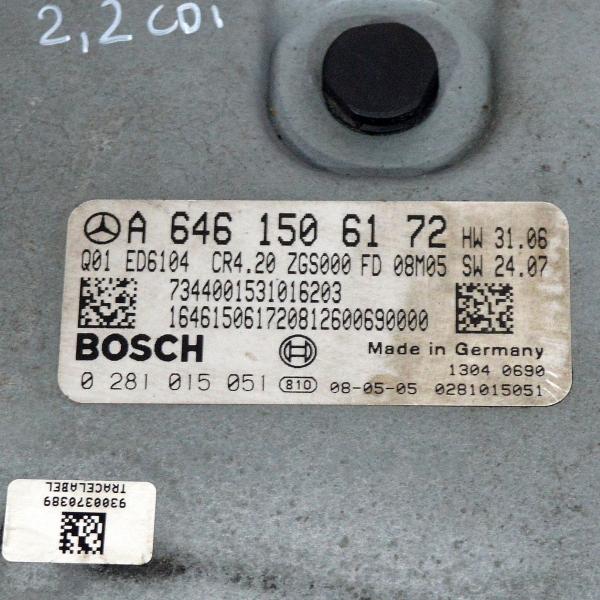 2,2 CDI
A 646 150 61 72 HW 31.06
Q01 ED6104 CR4.20 ZGS000 FD 08M05 SW 24.07
7344001531016203
164615061720812600690000
BOSCH Made in Germany
1304 0690
0 281 015 051 810 08-05-05 0281015051
9300370389
TRACELABEL